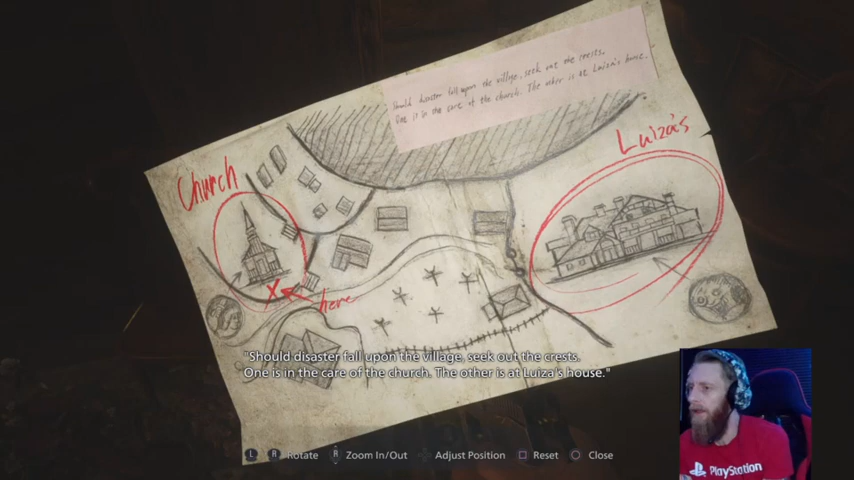 Should disaster fall upon the village, seek out the crests.
One is in the care of the church. The other is at Luiza's house.
Luiza's
Church
X here
"Should disaster fall upon the village, seek out the crests.
One is in the care of the church. The other is at Luiza's house."
L R Rotate R Zoom In/Out Adjust Position Reset Close
PlayStation